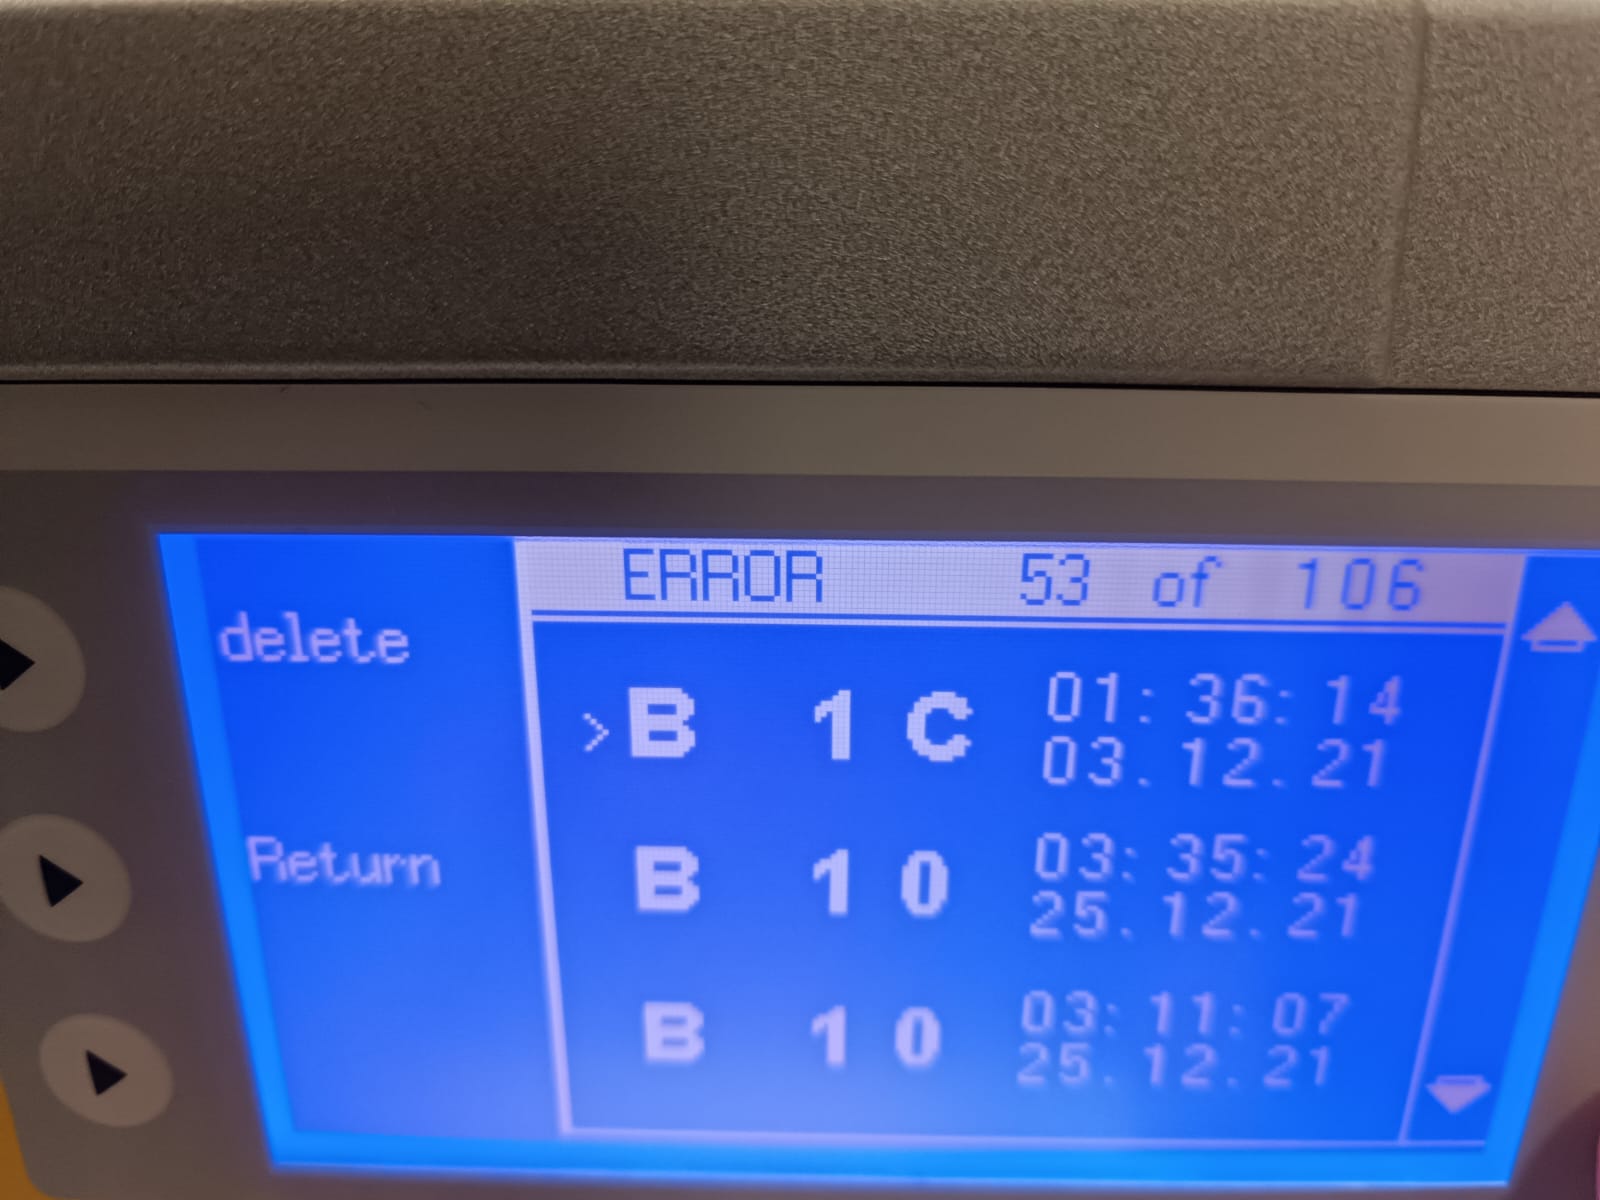 ERROR 53 of 106
delete
>B 1C 01:36:14
03.12.21
B 10 03:35:24
25.12.21
Return
B 10 03:11:07
25.12.21